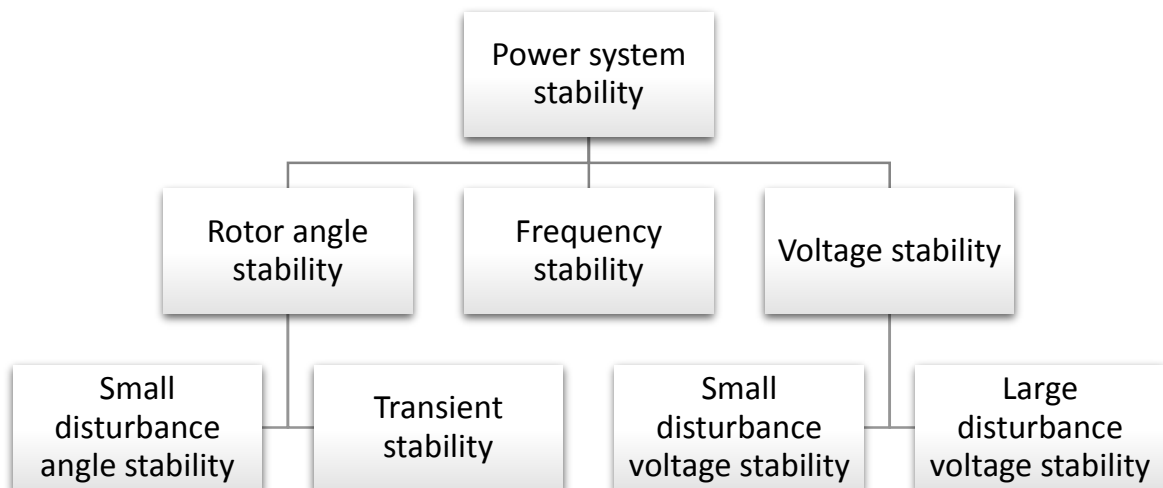 Power system
stability
Rotor angle
stability
Frequency
stability
Voltage stability
Small
disturbance
angle stability
Transient
stability
Small
disturbance
voltage stability
Large
disturbance
voltage stability